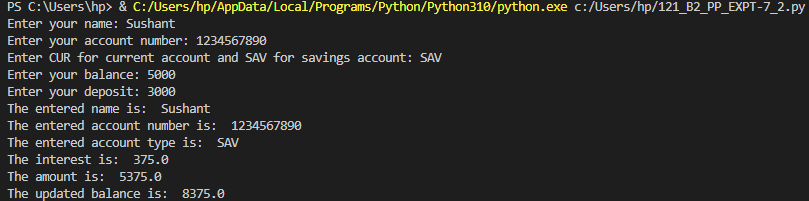 PS C:\Users\hp> & C:/Users/hp/AppData/Local/Programs/Python/Python310/python.exe c:/Users/hp/121_B2_PP_EXPT-7_2.py
Enter your name: Sushant
Enter your account number: 1234567890
Enter CUR for current account and SAV for savings account: SAV
Enter your balance: 5000
Enter your deposit: 3000
The entered name is:  Sushant
The entered account number is:  1234567890
The entered account type is:  SAV
The interest is:  375.0
The amount is:  5375.0
The updated balance is:  8375.0